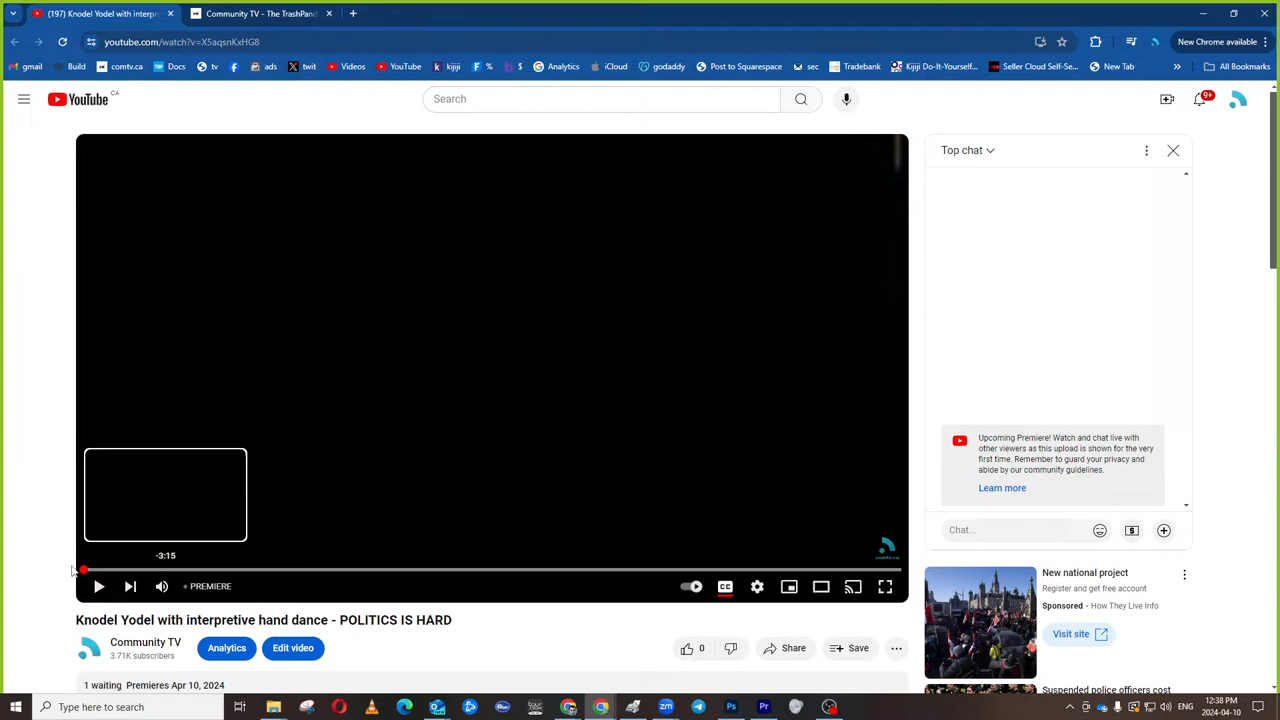 (197) Knodel Yodel with interpr
Community TV - The TrashPan
youtube.com/watch?v=X5aqsnKxHG8
New Chrome available
gmail
Build
comtv.ca
Docs
tv
ads
twit
Videos
YouTube
kijiji
%
$
Analytics
iCloud
godaddy
Post to Squarespace
sec
Tradebank
Kijiji Do-It-Yourself...
Seller Cloud Self-Se...
New Tab
All Bookmarks
YouTube CA
Search
9+
Top chat
Upcoming Premiere! Watch and chat live with
other viewers as this upload is shown for the very
first time. Remember to guard your privacy and
abide by our community guidelines.
Learn more
Chat...
-3:15
comtv.ca
PREMIERE
CC
Knodel Yodel with interpretive hand dance - POLITICS IS HARD
Community TV
3.71K subscribers
Analytics
Edit video
0
Share
Save
1 waiting Premieres Apr 10, 2024
New national project
Register and get free account
Sponsored · How They Live Info
Visit site
Suspended police officers cost
Type here to search
ENG
12:38 PM
2024-04-10